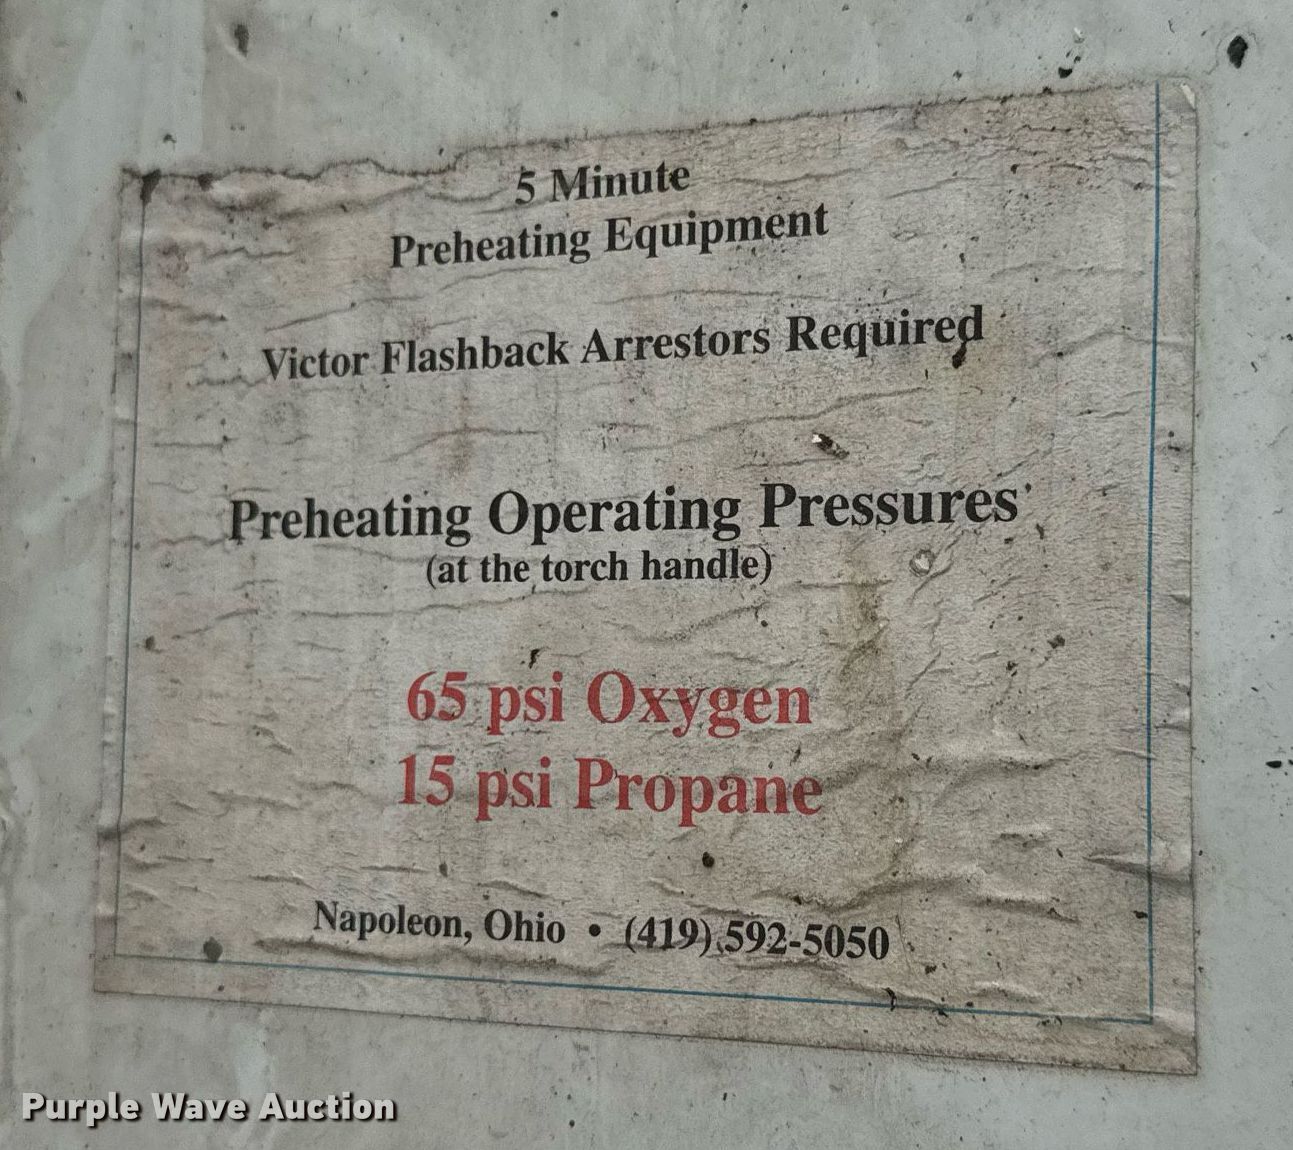 5 Minute
Preheating Equipment
Victor Flashback Arrestors Required
Preheating Operating Pressures
(at the torch handle)
65 psi Oxygen
15 psi Propane
Napoleon, Ohio • (419) 592-5050
Purple Wave Auction